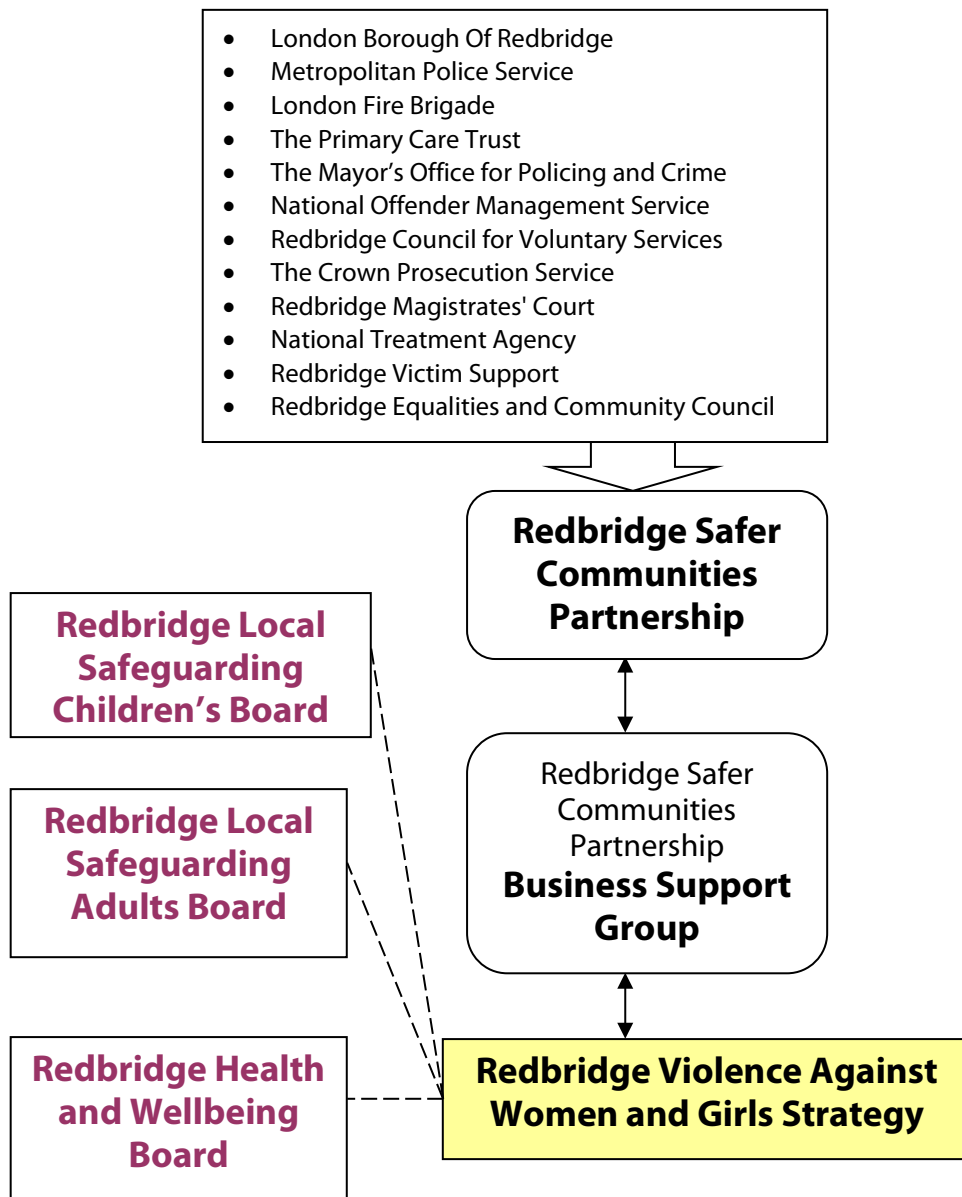 • London Borough Of Redbridge
• Metropolitan Police Service
• London Fire Brigade
• The Primary Care Trust
• The Mayor’s Office for Policing and Crime
• National Offender Management Service
• Redbridge Council for Voluntary Services
• The Crown Prosecution Service
• Redbridge Magistrates' Court
• National Treatment Agency
• Redbridge Victim Support
• Redbridge Equalities and Community Council
Redbridge Safer
Communities
Partnership
Redbridge Local
Safeguarding
Children’s Board
Redbridge Safer
Communities
Partnership
Business Support
Group
Redbridge Local
Safeguarding
Adults Board
Redbridge Health
and Wellbeing
Board
Redbridge Violence Against
Women and Girls Strategy